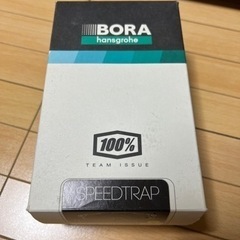 BORA
hansgrohe
100%
TEAM ISSUE
SPEEDTRAP